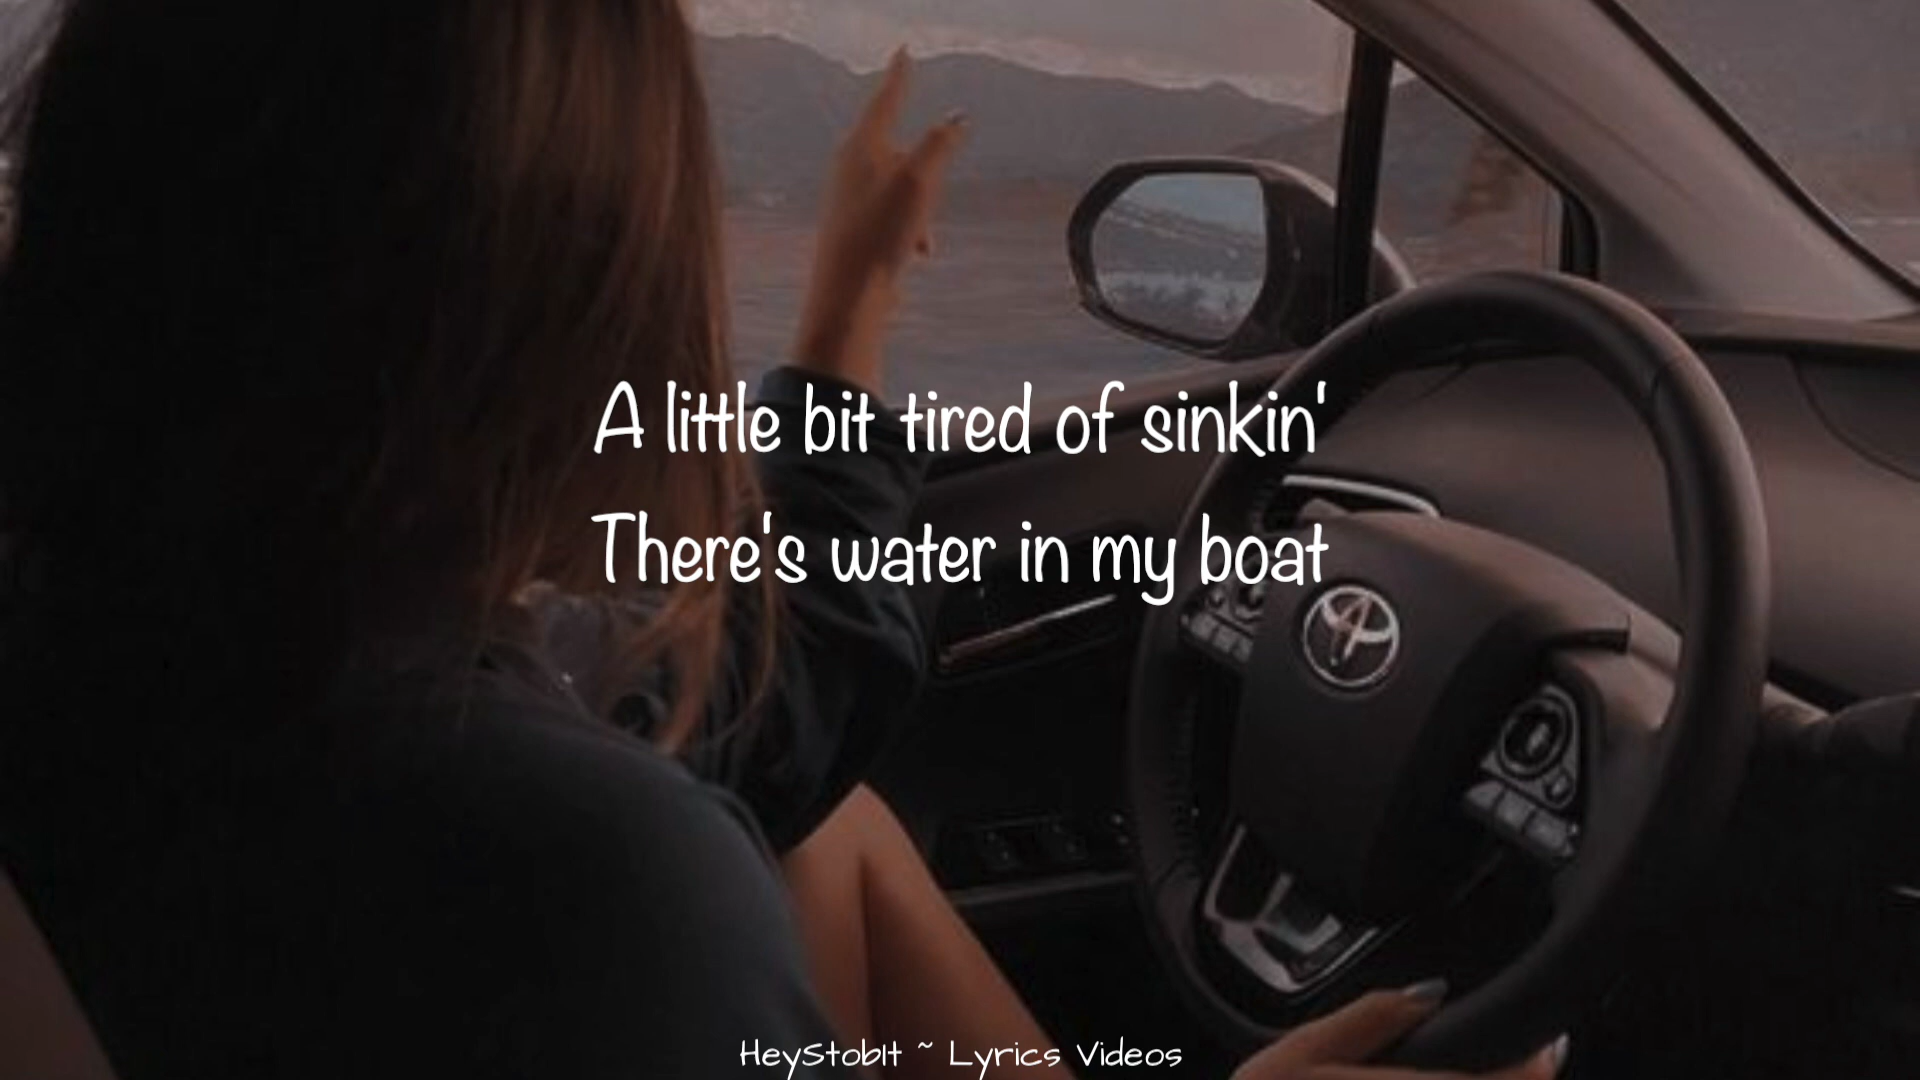 A little bit tired of sinkin'
There's water in my boat
HeyStobIt ~ Lyrics Videos